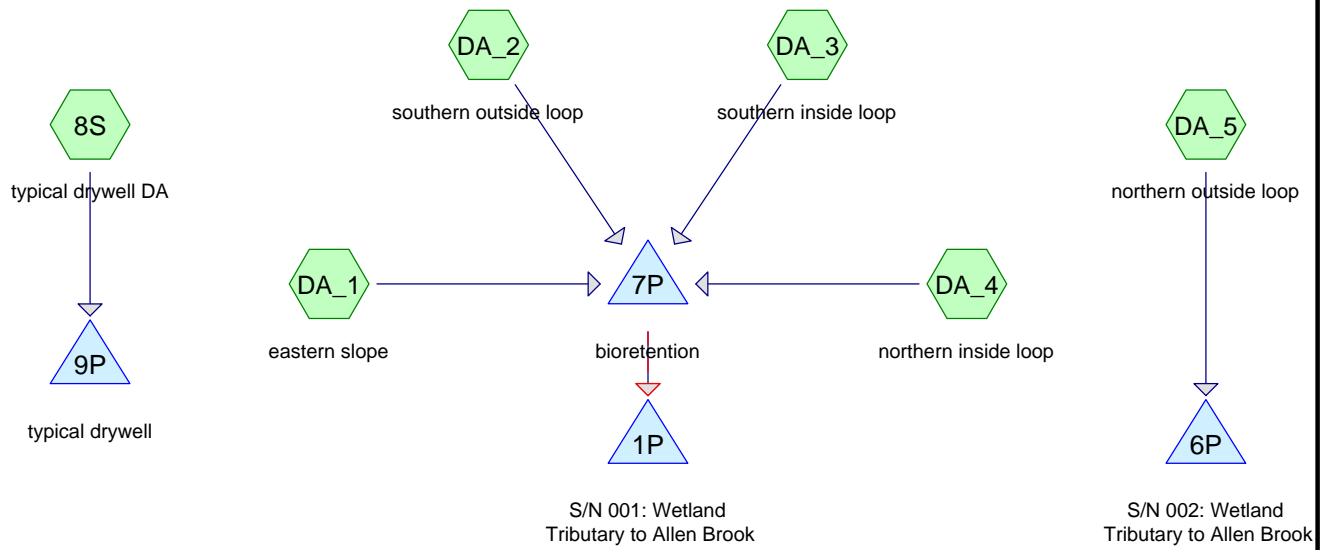 DA_2
southern outside loop
DA_3
southern inside loop
8S
typical drywell DA
DA_5
northern outside loop
DA_1
eastern slope
7P
bioretention
DA_4
northern inside loop
9P
typical drywell
1P
S/N 001: Wetland
Tributary to Allen Brook
6P
S/N 002: Wetland
Tributary to Allen Brook